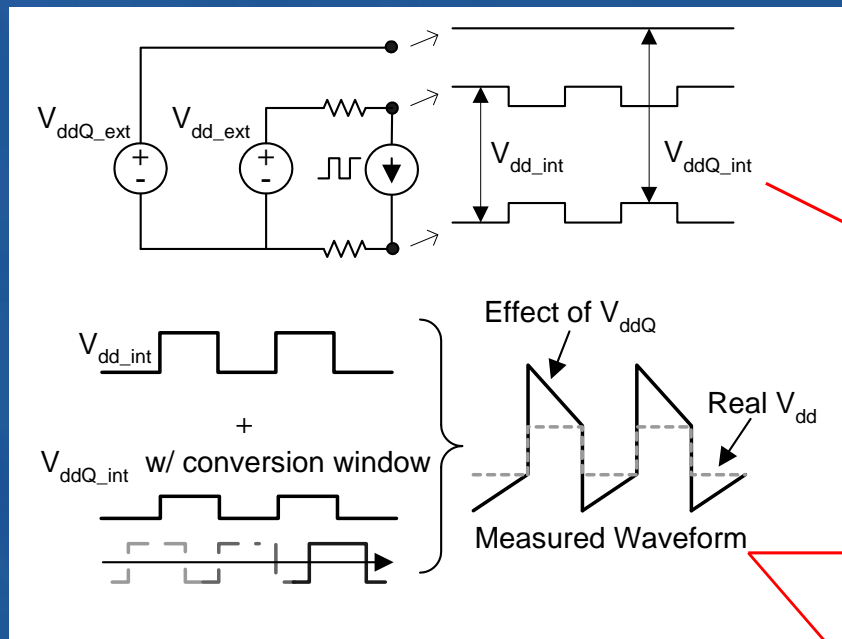 V_ddQ_ext
V_dd_ext
+
-
+
-
V_dd_int
V_ddQ_int
V_dd_int
+
V_ddQ_int w/ conversion window
Effect of V_ddQ
Real V_dd
Measured Waveform